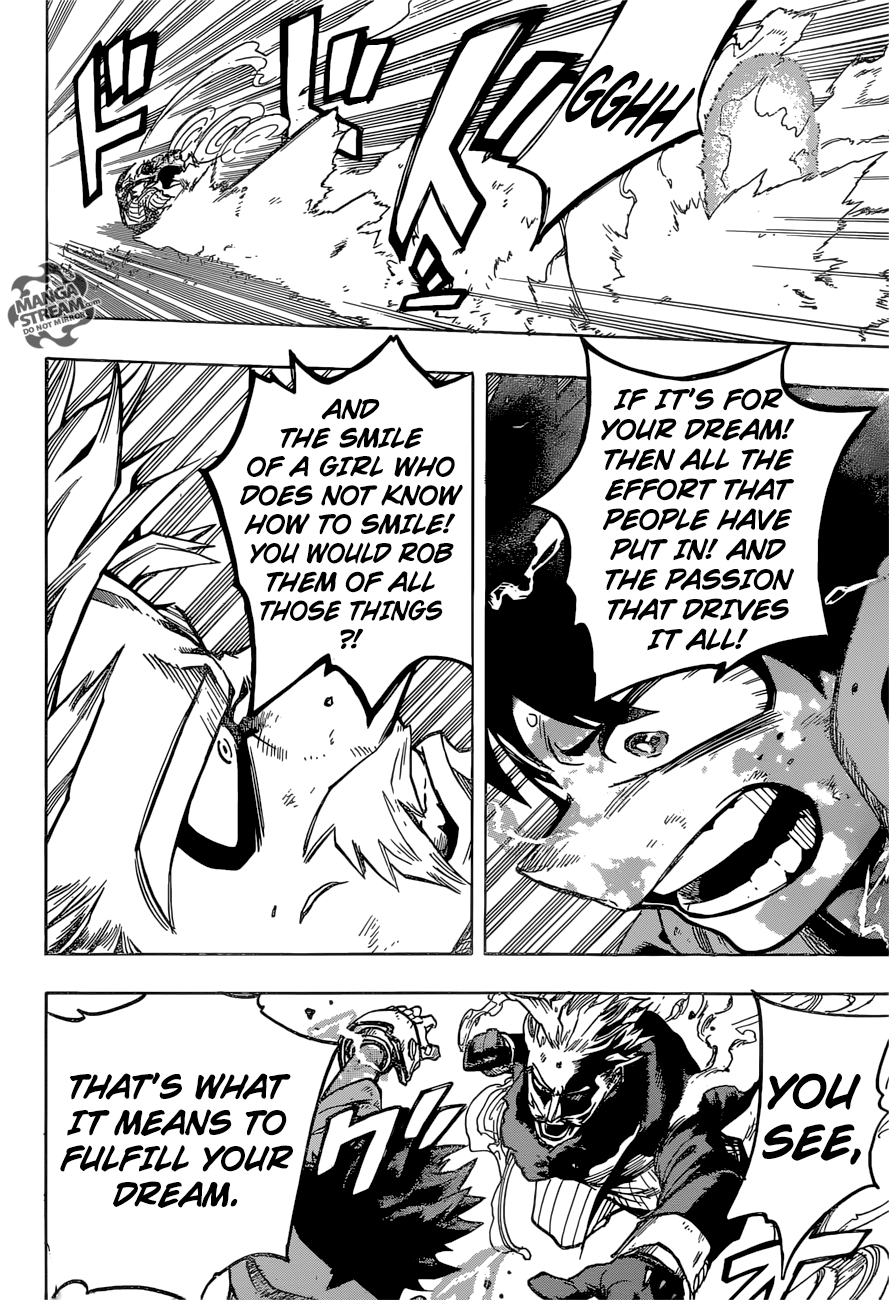 GGHH
ドドドド
MANGA
STREAM.com
DO NOT MIRROR
IF IT'S FOR
YOUR DREAM!
THEN ALL THE
EFFORT THAT
PEOPLE HAVE
PUT IN! AND
THE PASSION
THAT DRIVES
IT ALL!
AND
THE SMILE
OF A GIRL WHO
DOES NOT KNOW
HOW TO SMILE!
YOU WOULD ROB
THEM OF ALL
THOSE THINGS
?!
YOU
SEE,
THAT'S WHAT
IT MEANS TO
FULFILL YOUR
DREAM.